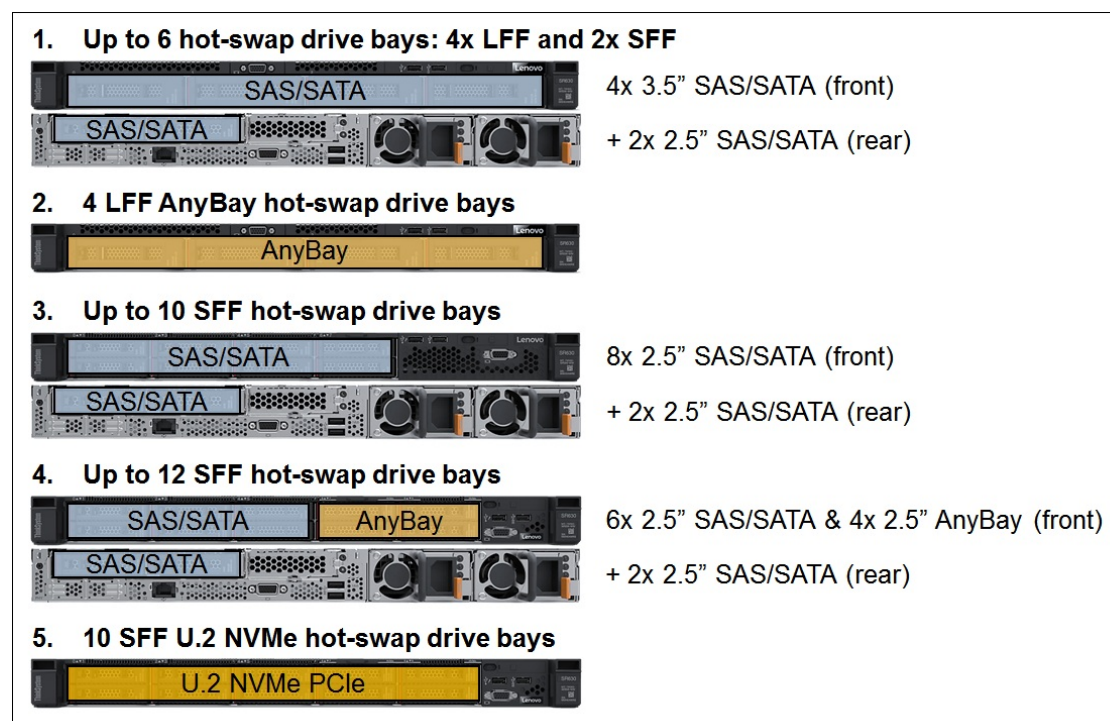 1. Up to 6 hot-swap drive bays: 4x LFF and 2x SFF
Lenovo
SAS/SATA
4x 3.5” SAS/SATA (front)
SAS/SATA
+ 2x 2.5” SAS/SATA (rear)
2. 4 LFF AnyBay hot-swap drive bays
Lenovo
AnyBay
3. Up to 10 SFF hot-swap drive bays
Lenovo
SAS/SATA
8x 2.5” SAS/SATA (front)
SAS/SATA
+ 2x 2.5” SAS/SATA (rear)
4. Up to 12 SFF hot-swap drive bays
SAS/SATA AnyBay
6x 2.5” SAS/SATA & 4x 2.5” AnyBay (front)
Lenovo
SAS/SATA
+ 2x 2.5” SAS/SATA (rear)
5. 10 SFF U.2 NVMe hot-swap drive bays
U.2 NVMe PCIe
Lenovo